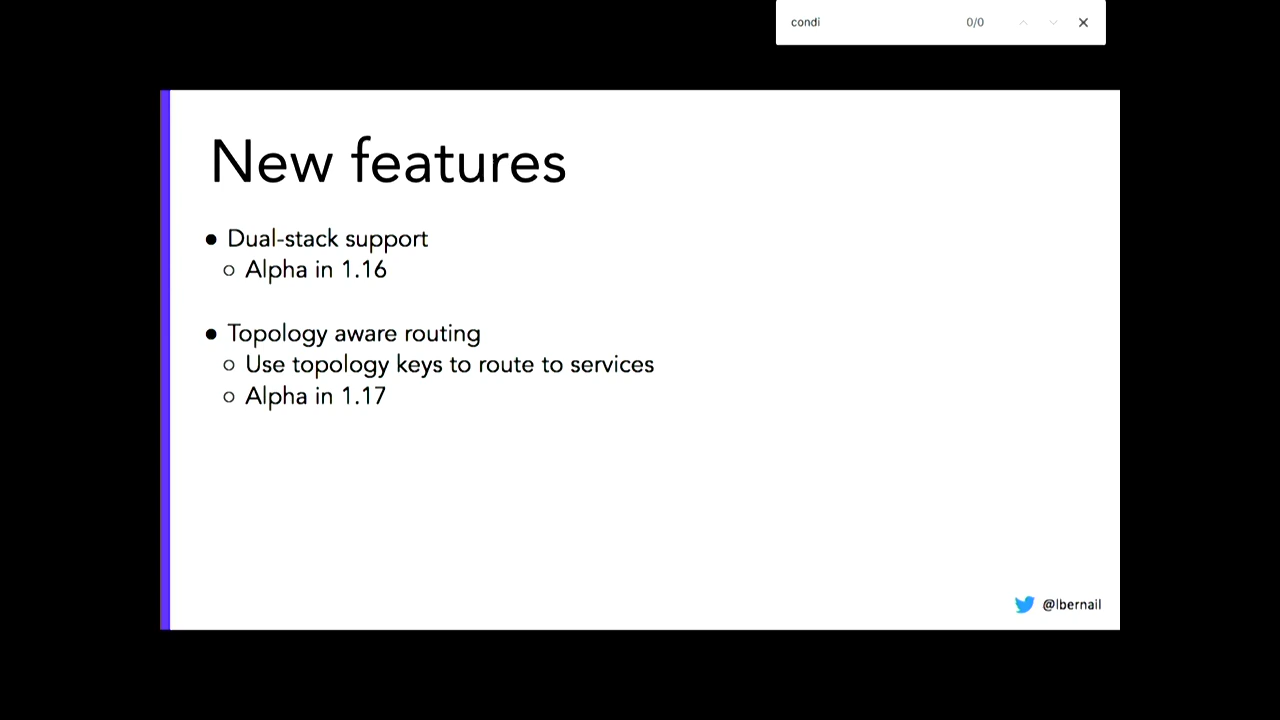 condi 0/0
New features
● Dual-stack support
○ Alpha in 1.16
● Topology aware routing
○ Use topology keys to route to services
○ Alpha in 1.17
@lbernail